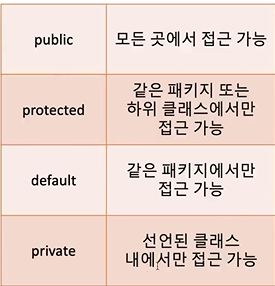 public
모든 곳에서 접근 가능
protected
같은 패키지 또는
하위 클래스에서만
접근 가능
default
같은 패키지에서만
접근 가능
private
선언된 클래스
내에서만 접근 가능